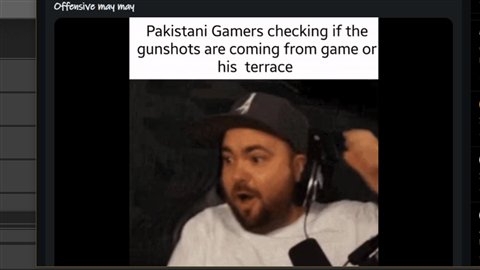 Offensive may may
Pakistani Gamers checking if the
gunshots are coming from game or
his terrace